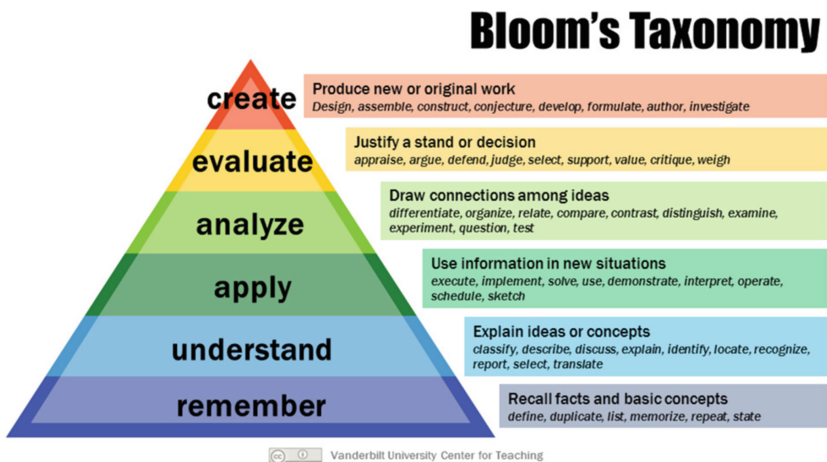 Bloom's Taxonomy
create
Produce new or original work
Design, assemble, construct, conjecture, develop, formulate, author, investigate
evaluate
Justify a stand or decision
appraise, argue, defend, judge, select, support, value, critique, weigh
analyze
Draw connections among ideas
differentiate, organize, relate, compare, contrast, distinguish, examine,
experiment, question, test
apply
Use information in new situations
execute, implement, solve, use, demonstrate, interpret, operate,
schedule, sketch
understand
Explain ideas or concepts
classify, describe, discuss, explain, identify, locate, recognize,
report, select, translate
remember
Recall facts and basic concepts
define, duplicate, list, memorize, repeat, state
cc Vanderbilt University Center for Teaching